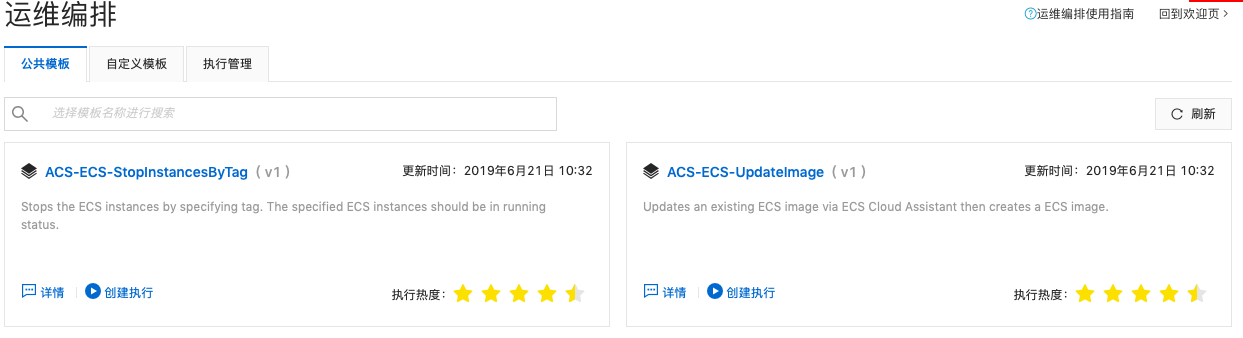 运维编排
运维编排使用指南 回到欢迎页
公共模板 自定义模板 执行管理
选择模板名称进行搜索
刷新
ACS-ECS-StopInstancesByTag ( v1 ) 更新时间：2019年6月21日 10:32
Stops the ECS instances by specifying tag. The specified ECS instances should be in running
status.
详情 创建执行 执行热度：
ACS-ECS-UpdateImage ( v1 ) 更新时间：2019年6月21日 10:32
Updates an existing ECS image via ECS Cloud Assistant then creates a ECS image.
详情 创建执行 执行热度：